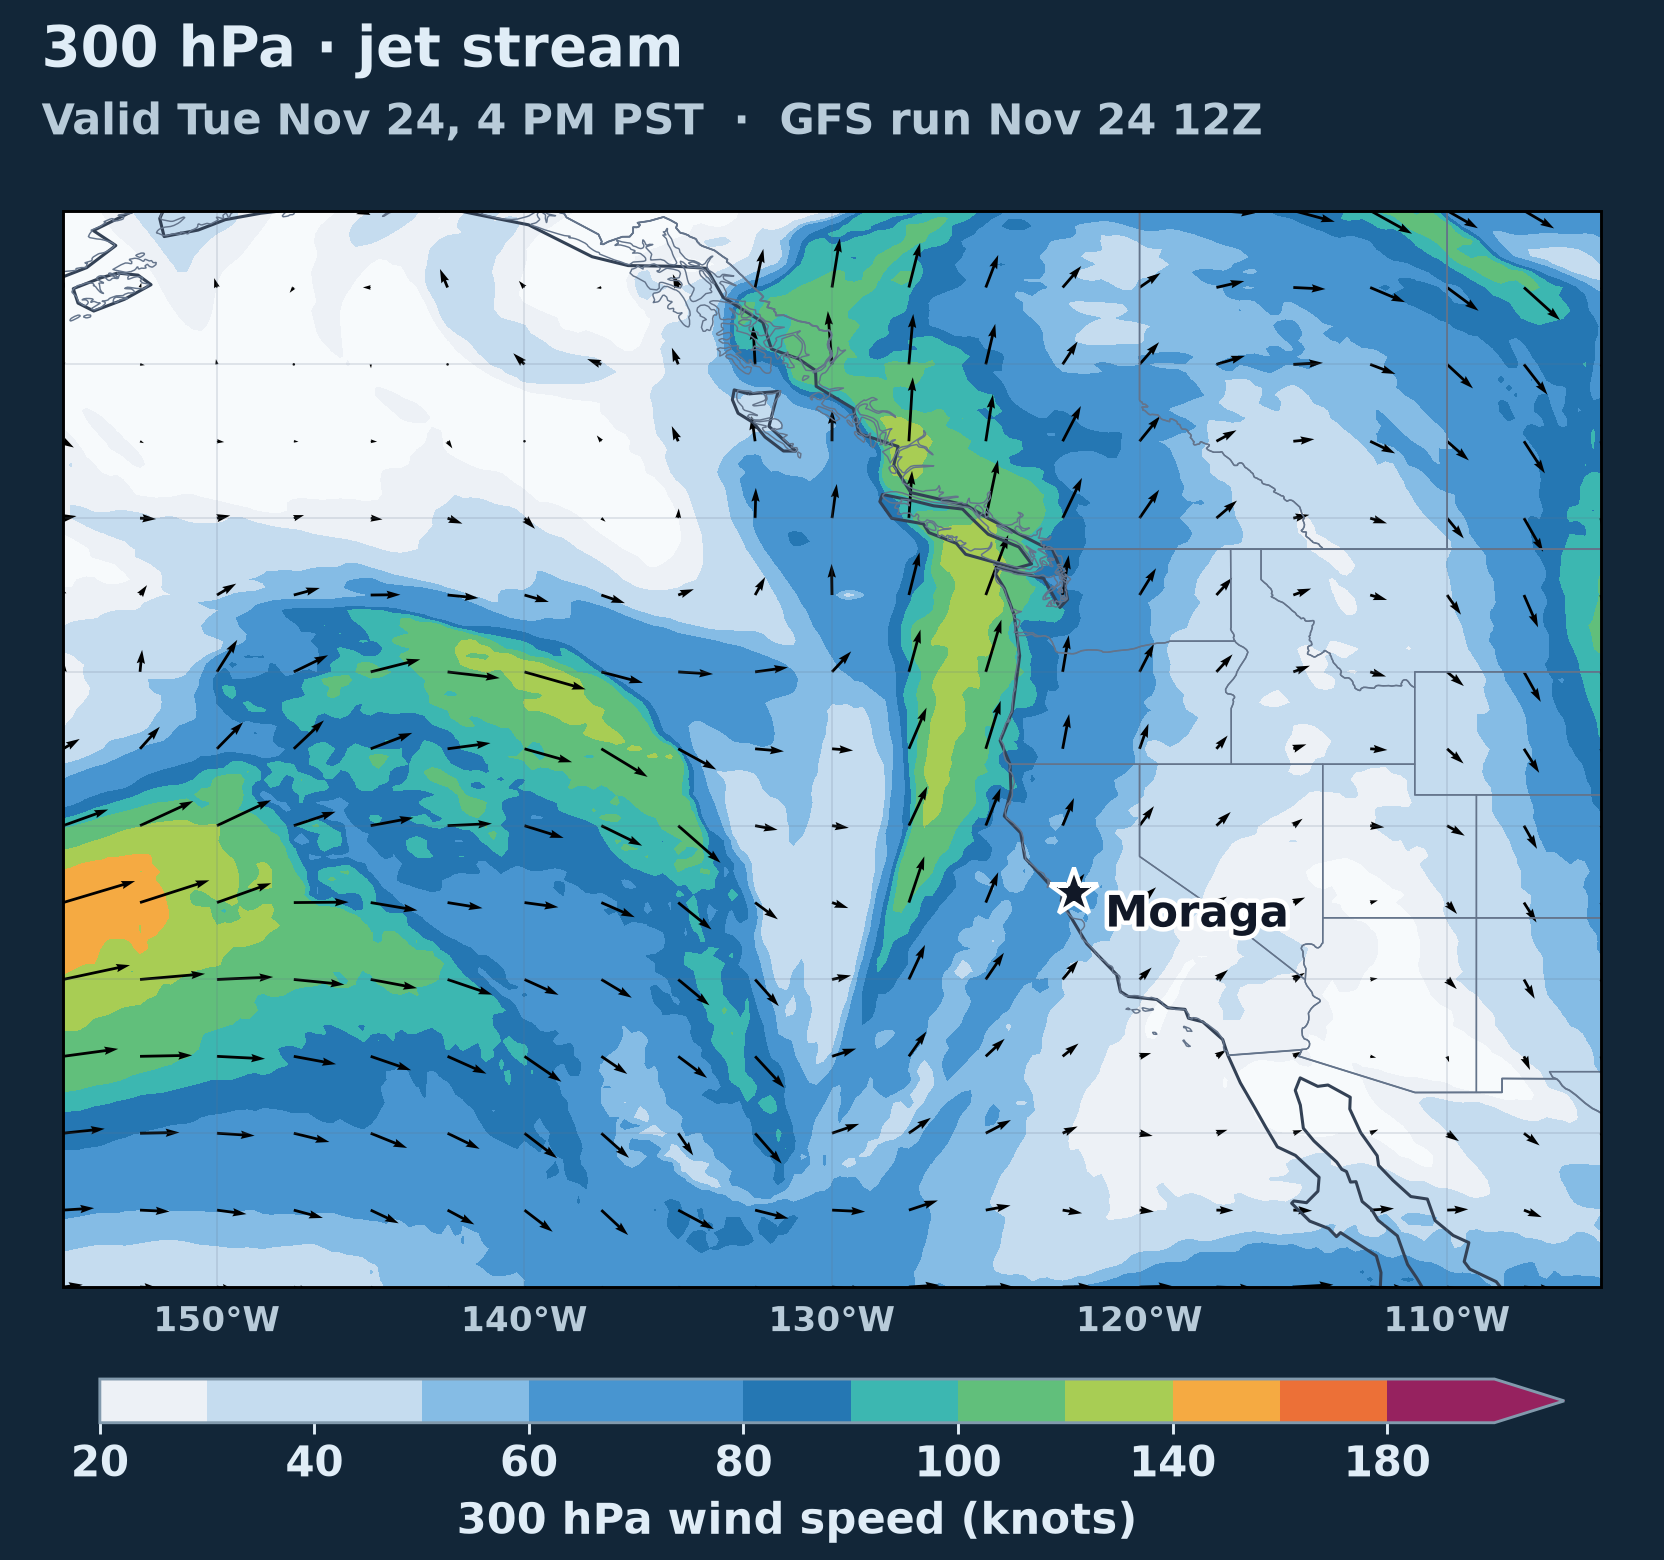 300 hPa · jet stream
Valid Tue Nov 24, 4 PM PST · GFS run Nov 24 12Z
Moraga
150°W 140°W 130°W 120°W 110°W
20 40 60 80 100 140 180
300 hPa wind speed (knots)